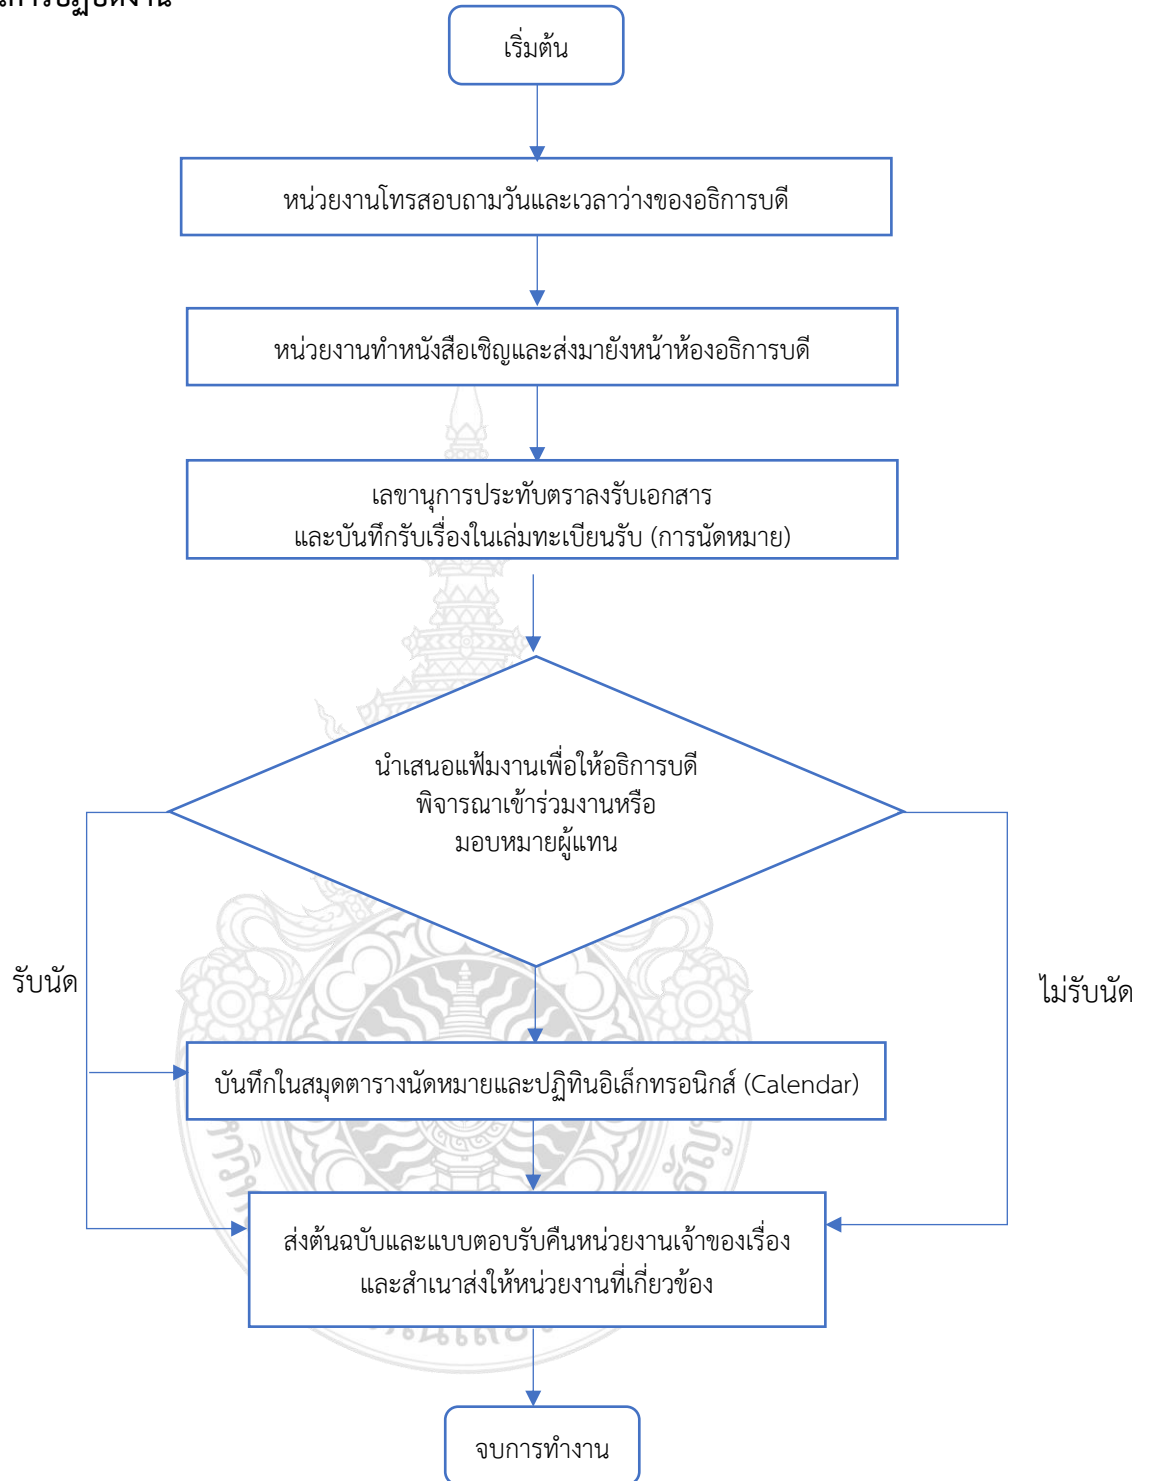 เริ่มต้น
หน่วยงานโทรสอบถามวันและเวลาว่างของอธิการบดี
หน่วยงานทำหนังสือเชิญและส่งมายังหน้าห้องอธิการบดี
เลขานุการประทับตราลงรับเอกสาร
และบันทึกรับเรื่องในเล่มทะเบียนรับ (การนัดหมาย)
นำเสนอแฟ้มงานเพื่อให้อธิการบดี
พิจารณาเข้าร่วมงานหรือ
มอบหมายผู้แทน
รับนัด
ไม่รับนัด
บันทึกในสมุดตารางนัดหมายและปฏิทินอิเล็กทรอนิกส์ (Calendar)
ส่งต้นฉบับและแบบตอบรับคืนหน่วยงานเจ้าของเรื่อง
และสำเนาส่งให้หน่วยงานที่เกี่ยวข้อง
จบการทำงาน